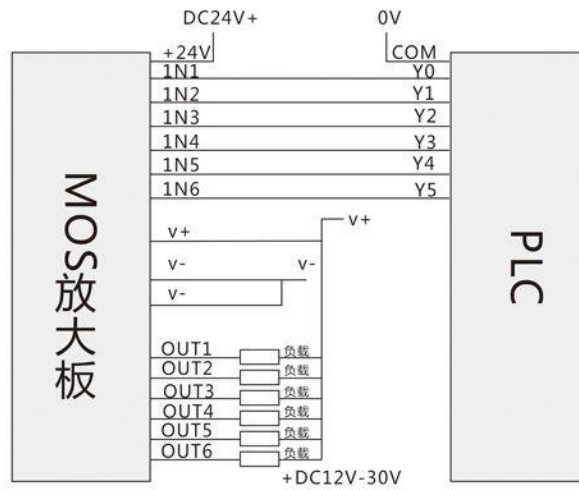 DC24V+ 0V
+24V COM
1N1 Y0
1N2 Y1
1N3 Y2
1N4 Y3
1N5 Y4
1N6 Y5
MOS放大板
PLC
v+
v+
v- v-
v-
OUT1 负载
OUT2 负载
OUT3 负载
OUT4 负载
OUT5 负载
OUT6 负载
+DC12V-30V